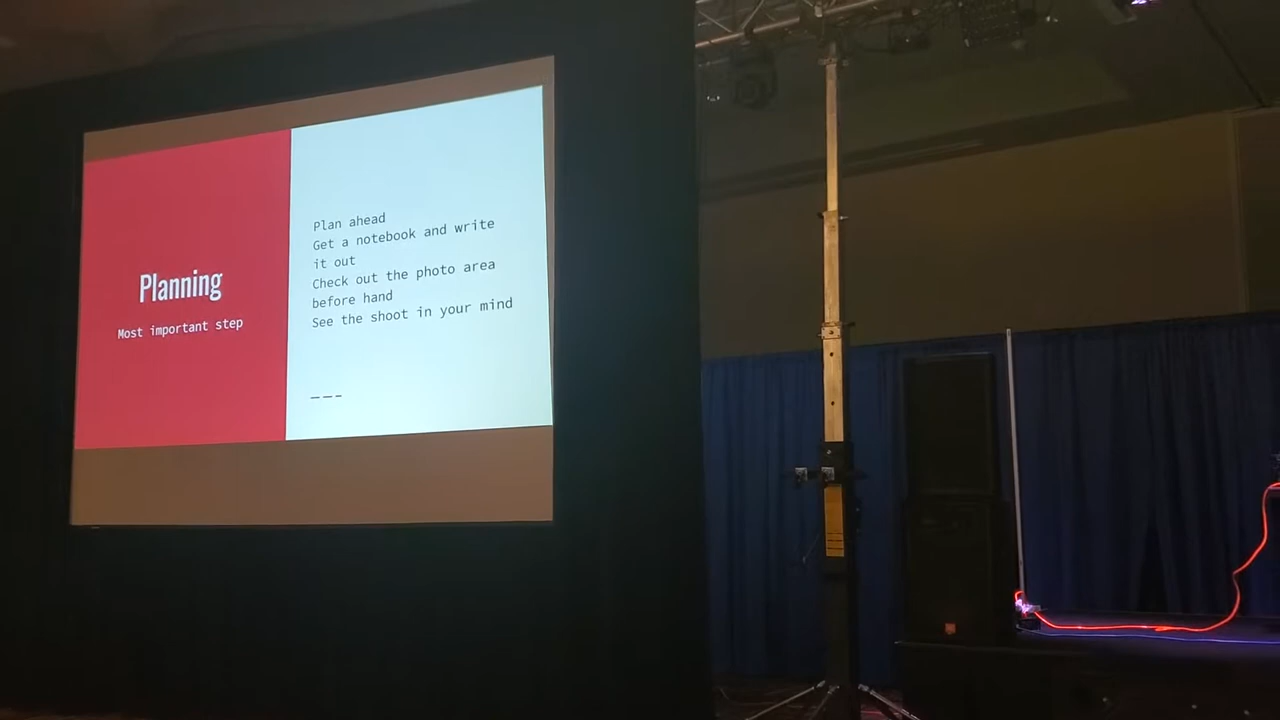 Planning
Most important step
Plan ahead
Get a notebook and write
it out
Check out the photo area
before hand
See the shoot in your mind